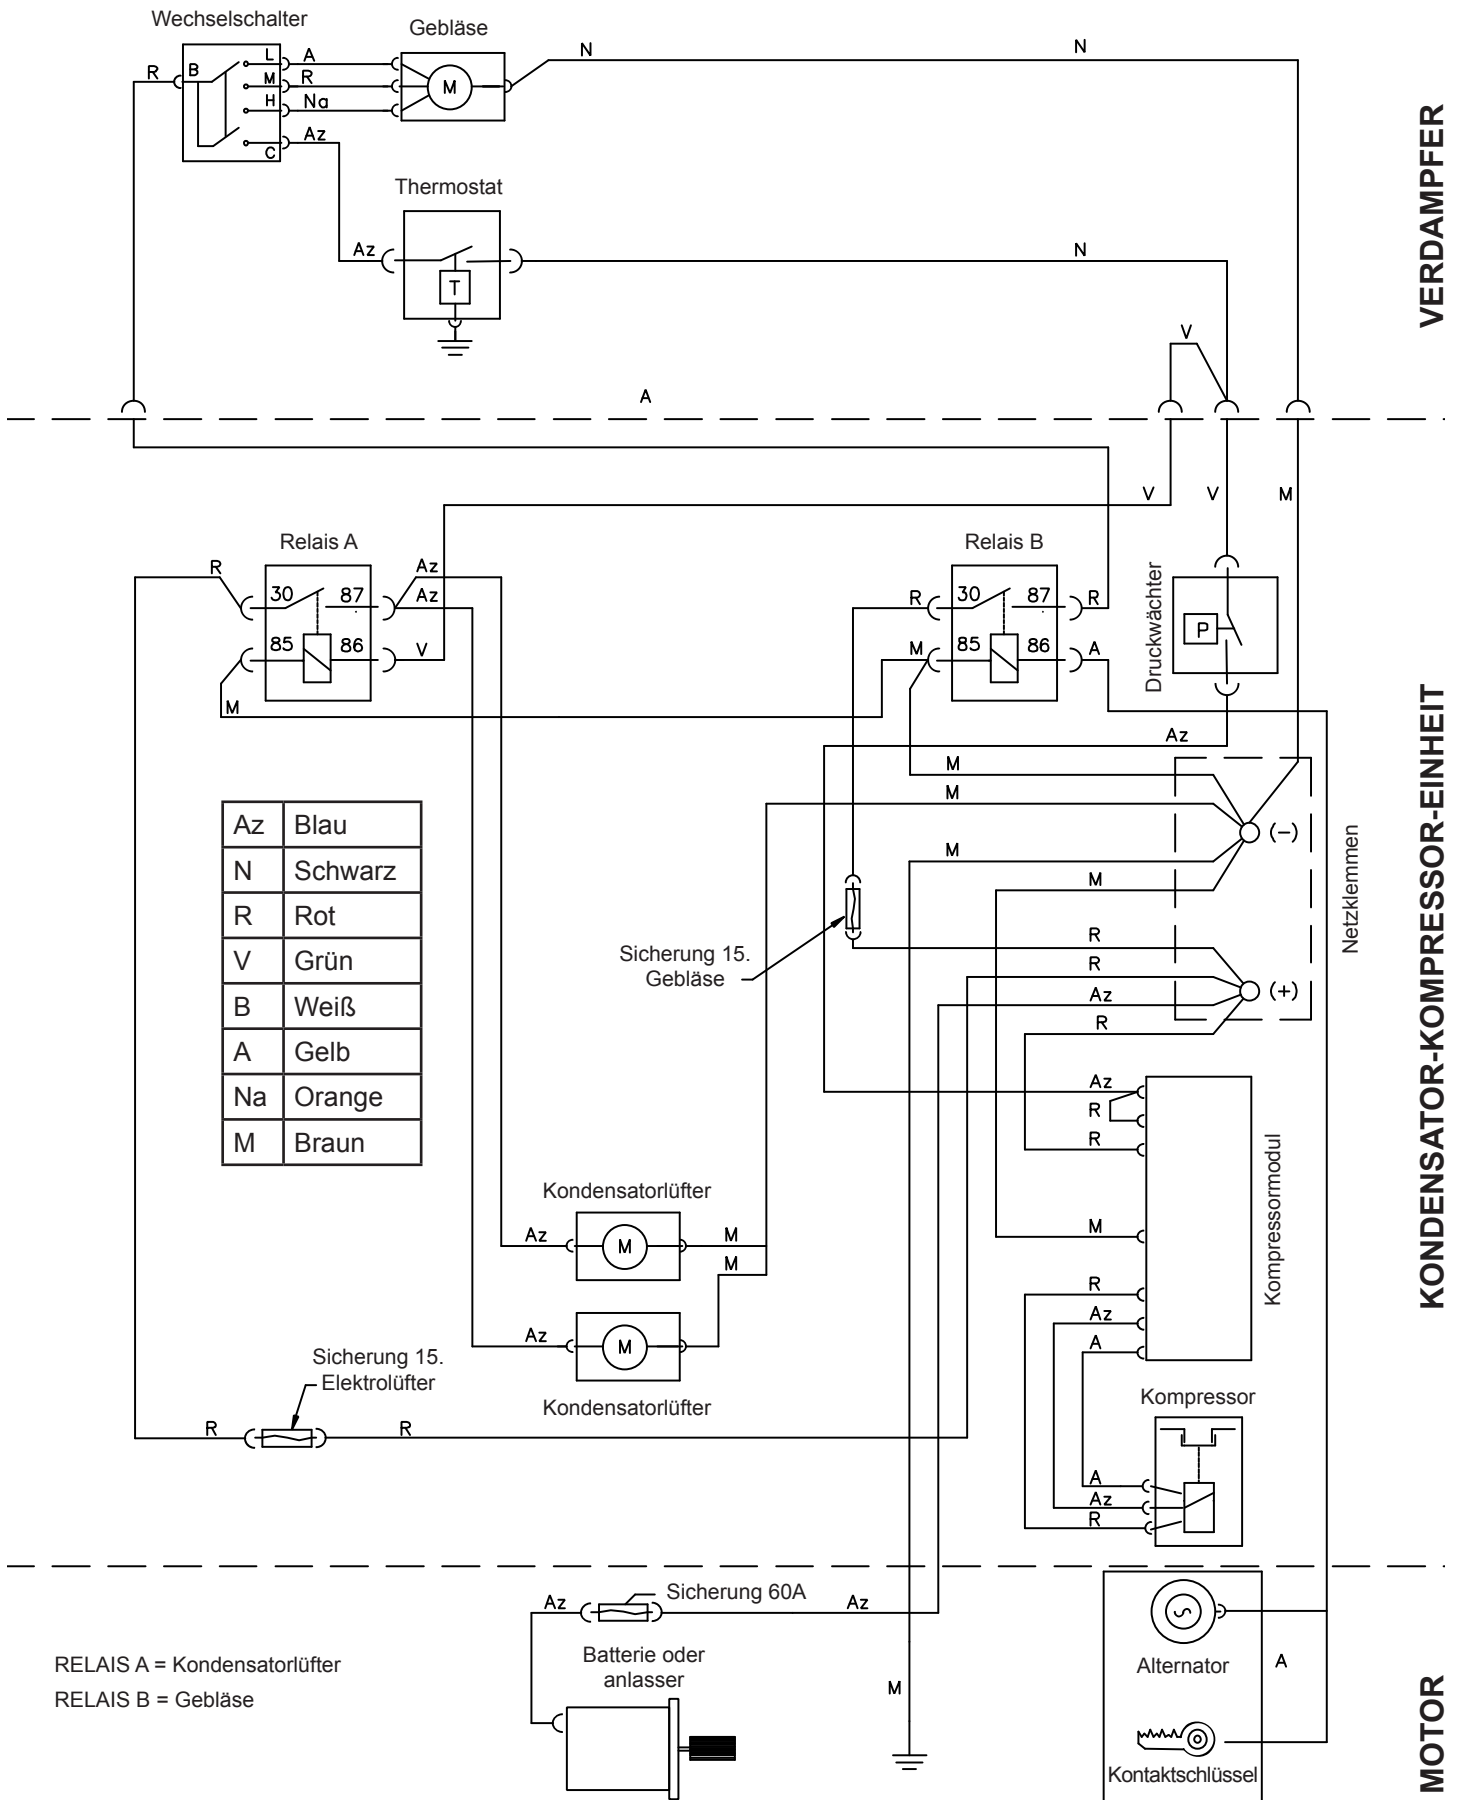 Wechselschalter
Gebläse
N
N
R
B
L
A
M
R
H
Na
C
Az
M
Thermostat
Az
T
N
V
A
VERDAMPFER
V
V
M
Relais A
Relais B
R
30
87
Az
Az
85
86
V
M
R
30
87
R
M
85
86
A
Druckwächter
P
Az
M
M
M
M
(-)
R
R
Az
R
(+)
Netzklemmen
Az Blau
N Schwarz
R Rot
V Grün
B Weiß
A Gelb
Na Orange
M Braun
Sicherung 15.
Gebläse
Az
R
R
M
R
Az
A
Kompressormodul
KONDENSATOR-KOMPRESSOR-EINHEIT
Kondensatorlüfter
Az
M
M
M
Az
M
Kondensatorlüfter
Sicherung 15.
Elektrolüfter
R
R
Kompressor
A
Az
R
Az
Sicherung 60A
Az
Batterie oder
anlasser
M
Alternator
A
Kontaktschlüssel
RELAIS A = Kondensatorlüfter
RELAIS B = Gebläse
MOTOR